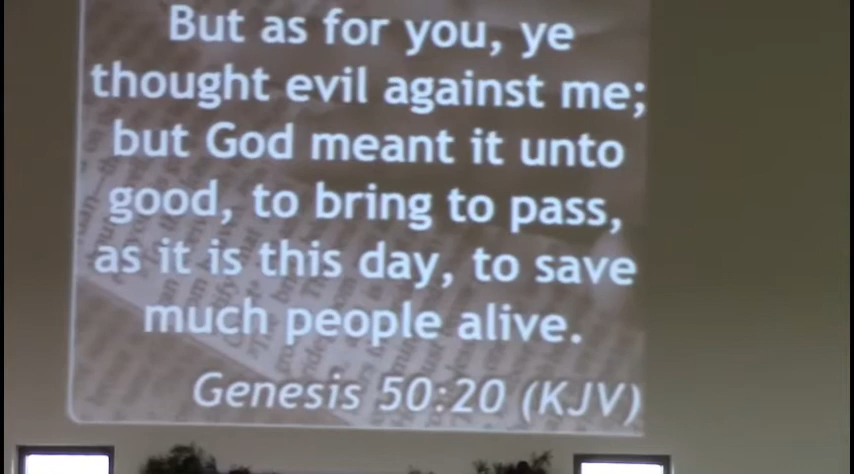 But as for you, ye
thought evil against me;
but God meant it unto
good, to bring to pass,
as it is this day, to save
much people alive.
Genesis 50:20 (KJV)